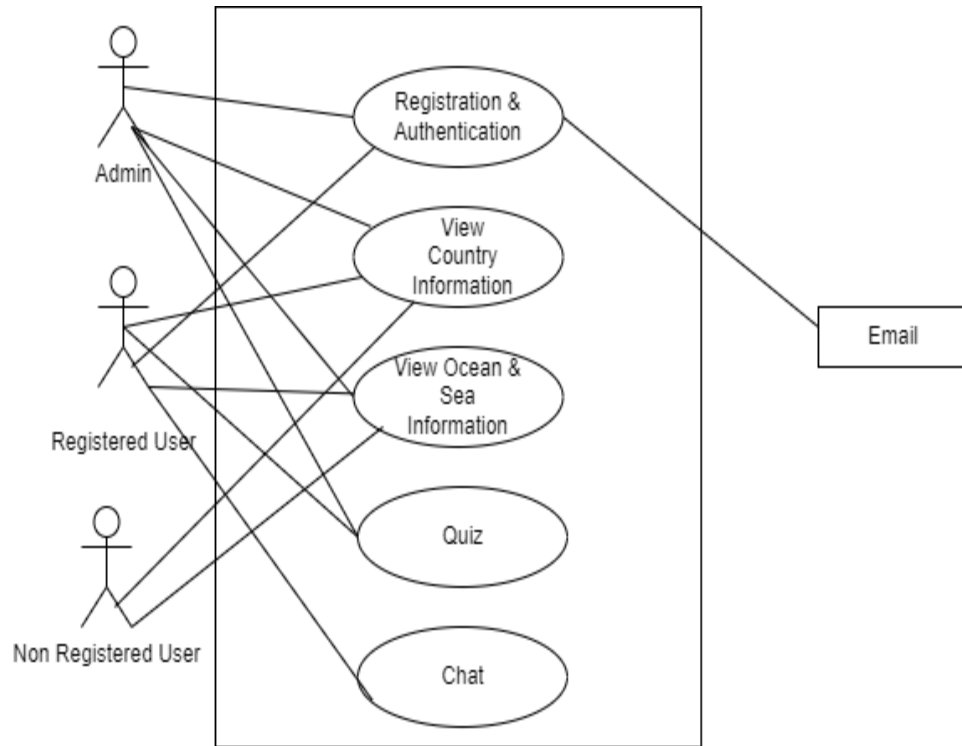 Admin
Registered User
Non Registered User
Registration &
Authentication
View
Country
Information
View Ocean &
Sea
Information
Quiz
Chat
Email